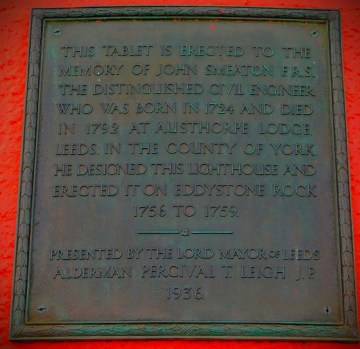 THIS TABLET IS ERECTED TO THE
MEMORY OF JOHN SMEATON F.R.S.
THE DISTINGUISHED CIVIL ENGINEER
WHO WAS BORN IN 1724 AND DIED
IN 1792 AT AUSTHORPE LODGE,
LEEDS, IN THE COUNTY OF YORK.
HE DESIGNED THIS LIGHTHOUSE AND
ERECTED IT ON EDDYSTONE ROCK
1756 TO 1759.
PRESENTED BY THE LORD MAYOR OF LEEDS
ALDERMAN PERCIVAL T. LEIGH J.P.
1936.